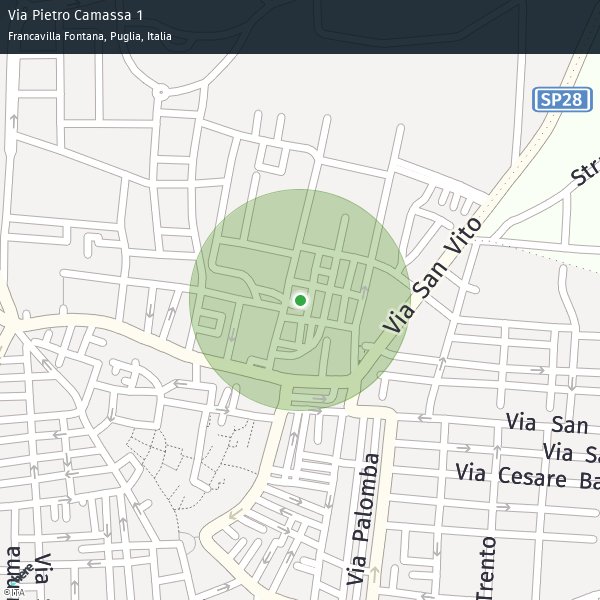 Via Pietro Camassa 1
Francavilla Fontana, Puglia, Italia
SP28
Str
Via San Vito
Via San
Via Sa
Via Cesare Ba
Via Palomba
Trento
Via